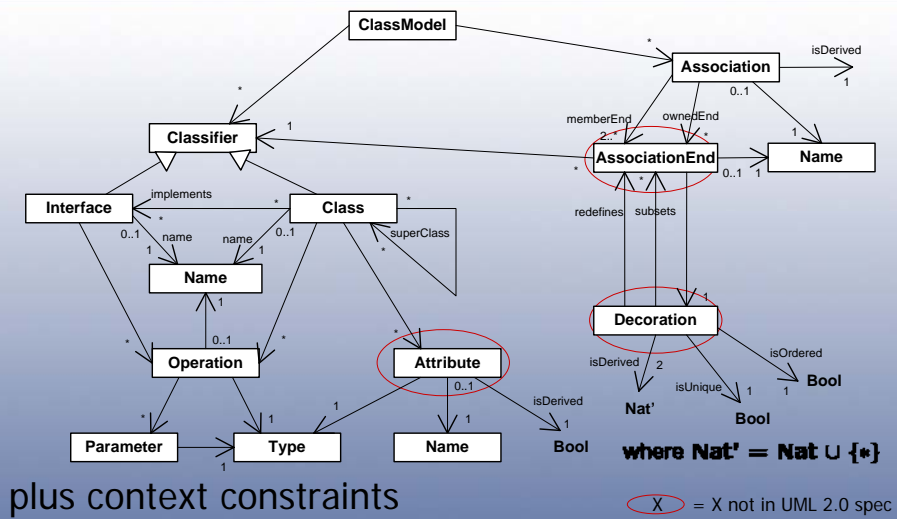 ClassModel
isDerived
*
Association
1
*
0..1
Classifier
1
memberEnd
ownedEnd
2..*
*
1
*
AssociationEnd
0..1
1
Name
implements
*
*
redefines
subsets
Interface
*
*
Class
*
0..1
name
name
0..1
superClass
1
1
*
Name
1
1
Decoration
0..1
*
*
*
isOrdered
isDerived
2
Operation
Attribute
isUnique
1
1
Bool
0..1
isDerived
Nat'
Bool
*
1
1
1
1
Parameter
Type
Name
Bool
1
where Nat' = Nat ∪ {*}
plus context constraints
X = X not in UML 2.0 spec